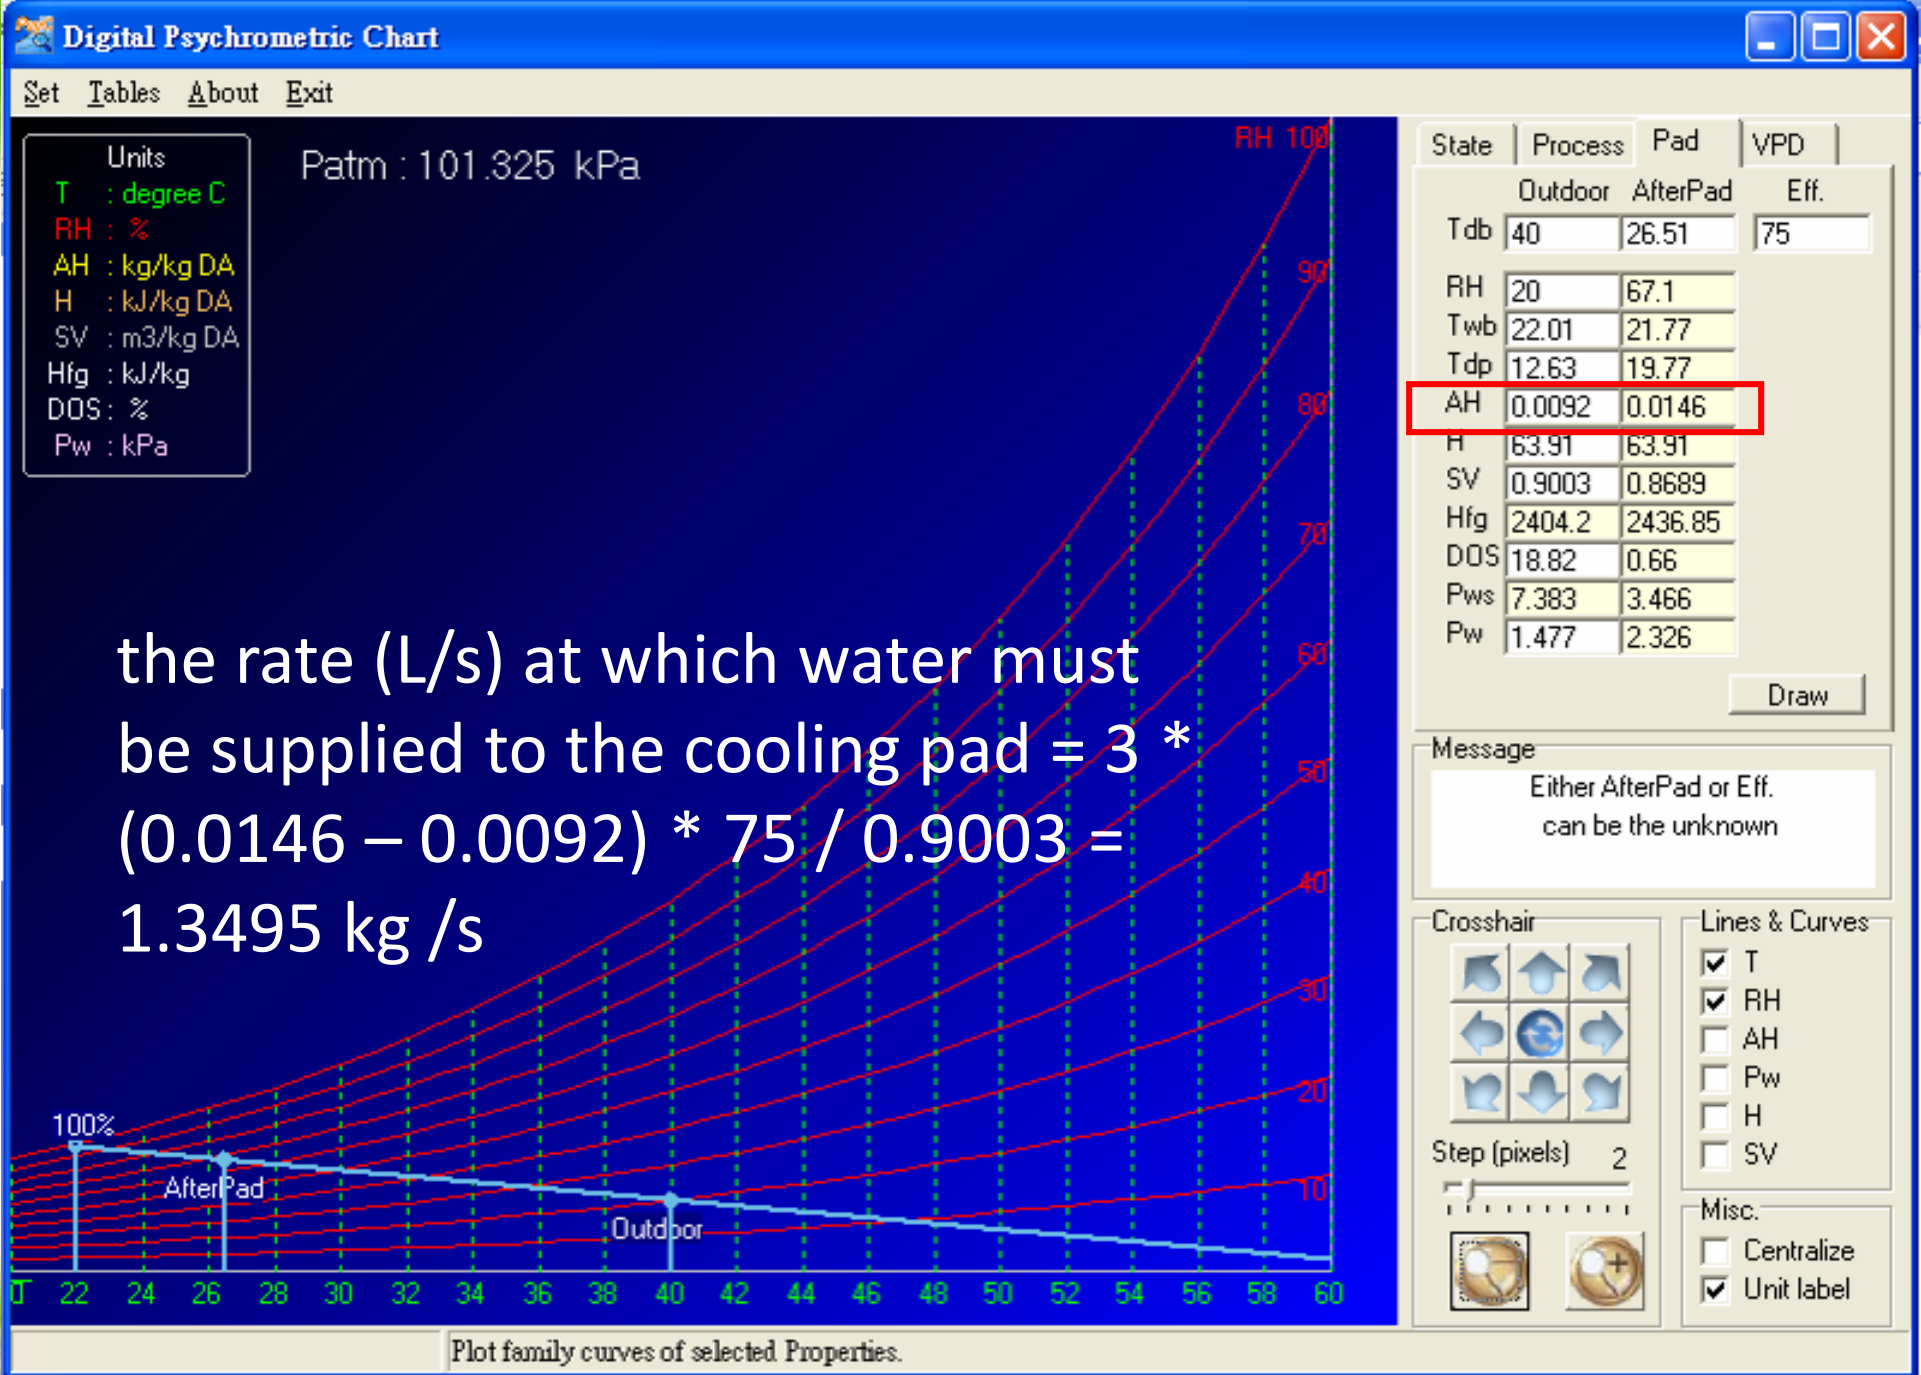 Digital Psychrometric Chart
Set Tables About Exit
Units
T : degree C
RH : %
AH : kg/kg DA
H : kJ/kg DA
SV : m3/kg DA
Hfg : kJ/kg
DOS : %
Pw : kPa
Patm : 101.325 kPa
RH 100
90
80
70
60
50
40
30
20
10
the rate (L/s) at which water must
be supplied to the cooling pad = 3 *
(0.0146 – 0.0092) * 75 / 0.9003 =
1.3495 kg /s
100%
AfterPad
Outdoor
T 22 24 26 28 30 32 34 36 38 40 42 44 46 48 50 52 54 56 58 60
State Process Pad VPD
Outdoor AfterPad Eff.
Tdb 40 26.51 75
RH 20 67.1
Twb 22.01 21.77
Tdp 12.63 19.77
AH 0.0092 0.0146
H 63.91 63.91
SV 0.9003 0.8689
Hfg 2404.2 2436.85
DOS 18.82 0.66
Pws 7.383 3.466
Pw 1.477 2.326
Draw
Message
Either AfterPad or Eff.
can be the unknown
Crosshair
Step (pixels) 2
Lines & Curves
T
RH
AH
Pw
H
SV
Misc.
Centralize
Unit label
Plot family curves of selected Properties.